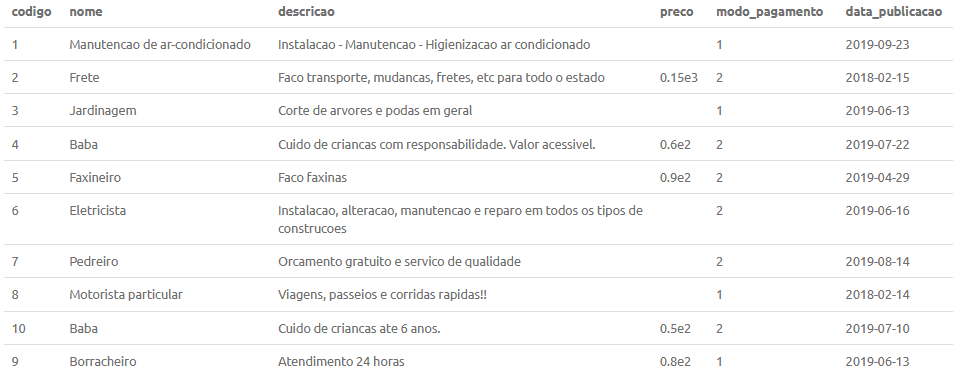 codigo nome descricao preco modo_pagamento data_publicacao
1 Manutencao de ar-condicionado Instalacao - Manutencao - Higienizacao ar condicionado 1 2019-09-23
2 Frete Faco transporte, mudancas, fretes, etc para todo o estado 0.15e3 2 2018-02-15
3 Jardinagem Corte de arvores e podas em geral 1 2019-06-13
4 Baba Cuido de criancas com responsabilidade. Valor acessivel. 0.6e2 2 2019-07-22
5 Faxineiro Faco faxinas 0.9e2 2 2019-04-29
6 Eletricista Instalacao, alteracao, manutencao e reparo em todos os tipos de 2 2019-06-16
construcoes
7 Pedreiro Orcamento gratuito e servico de qualidade 2 2019-08-14
8 Motorista particular Viagens, passeios e corridas rapidas!! 1 2018-02-14
10 Baba Cuido de criancas ate 6 anos. 0.5e2 2 2019-07-10
9 Borracheiro Atendimento 24 horas 0.8e2 1 2019-06-13